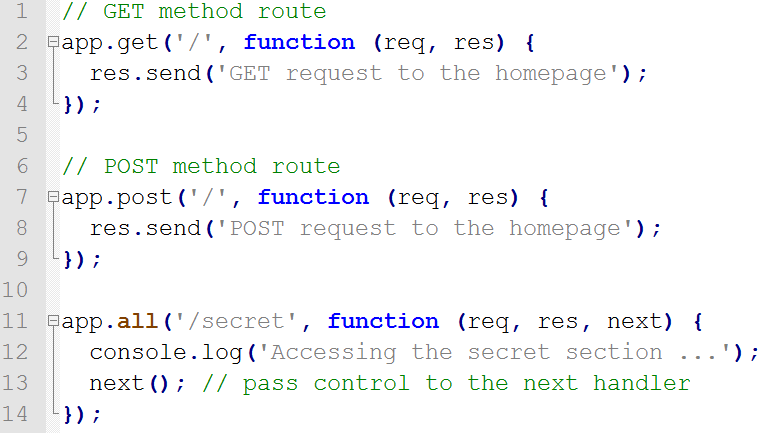 1 // GET method route
2 app.get('/', function (req, res) {
3   res.send('GET request to the homepage');
4 });
5
6 // POST method route
7 app.post('/', function (req, res) {
8   res.send('POST request to the homepage');
9 });
10
11 app.all('/secret', function (req, res, next) {
12   console.log('Accessing the secret section ...');
13   next(); // pass control to the next handler
14 });